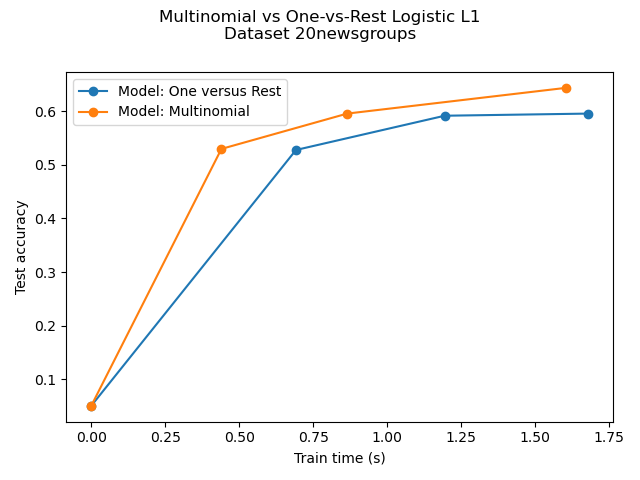 Multinomial vs One-vs-Rest Logistic L1
Dataset 20newsgroups
Model: One versus Rest
Model: Multinomial
Test accuracy
0.6
0.5
0.4
0.3
0.2
0.1
0.00 0.25 0.50 0.75 1.00 1.25 1.50 1.75
Train time (s)